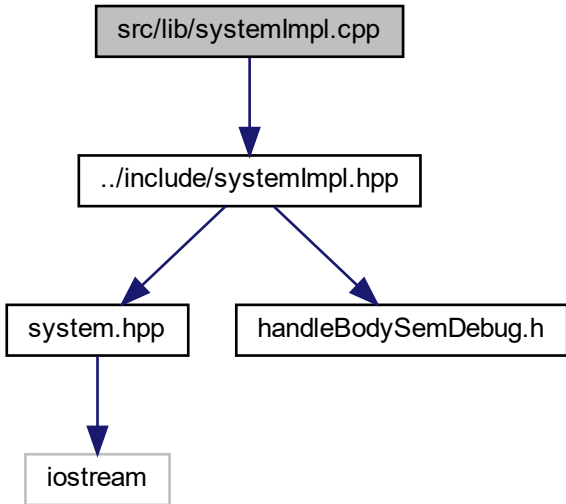 src/lib/systemImpl.cpp
../include/systemImpl.hpp
system.hpp
handleBodySemDebug.h
iostream